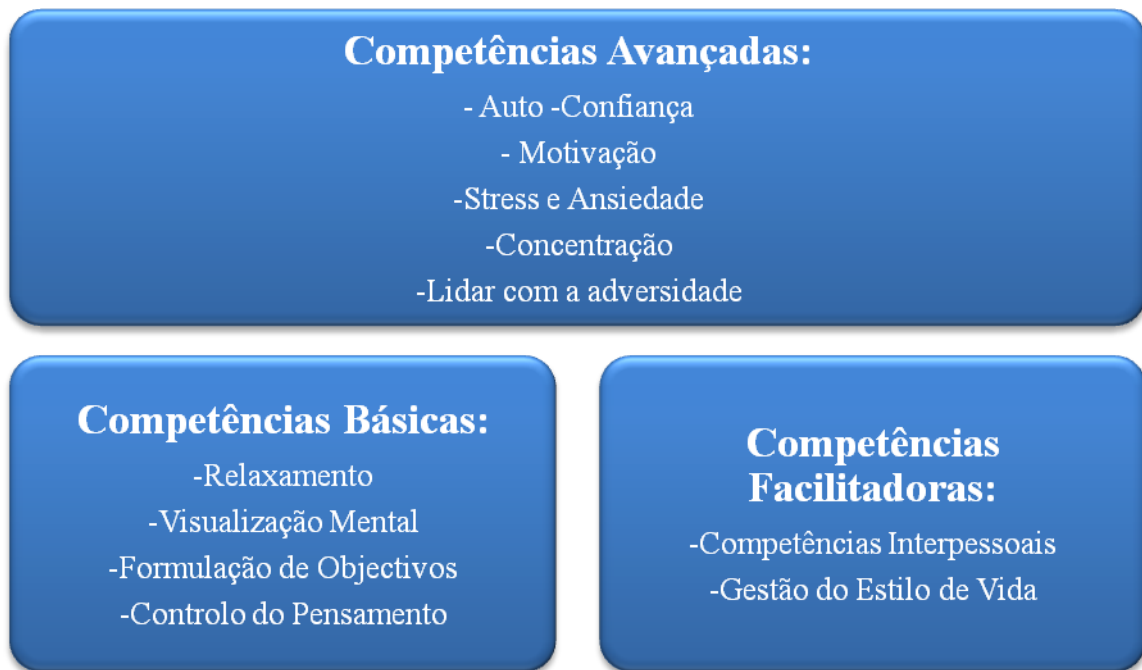 Competências Avançadas:
- Auto -Confiança
- Motivação
-Stress e Ansiedade
-Concentração
-Lidar com a adversidade
Competências Básicas:
-Relaxamento
-Visualização Mental
-Formulação de Objectivos
-Controlo do Pensamento
Competências
Facilitadoras:
-Competências Interpessoais
-Gestão do Estilo de Vida